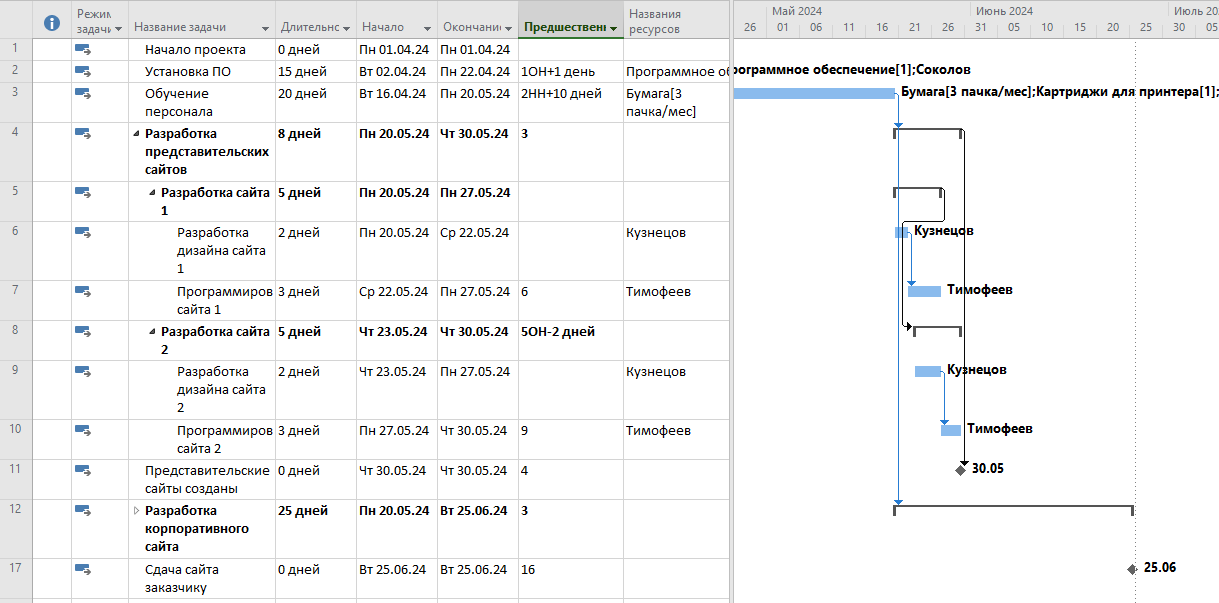 Режим задачи Название задачи Длительнс Начало Окончание Предшествені Названия ресурсов
Май 2024 Июнь 2024 Июль 20
26 01 06 11 16 21 26 31 05 10 15 20 25 30 05
1 Начало проекта 0 дней Пн 01.04.24 Пн 01.04.24
2 Установка ПО 15 дней Вт 02.04.24 Пн 22.04.24 1ОН+1 день Программное об
рограммное обеспечение[1];Соколов
3 Обучение персонала 20 дней Вт 16.04.24 Пн 20.05.24 2НН+10 дней Бумага[3 пачка/мес]
Бумага[3 пачка/мес];Картриджи для принтера[1];
4 Разработка представительских сайтов 8 дней Пн 20.05.24 Чт 30.05.24 3
5 Разработка сайта 1 5 дней Пн 20.05.24 Пн 27.05.24
6 Разработка дизайна сайта 1 2 дней Пн 20.05.24 Ср 22.05.24 Кузнецов
Кузнецов
7 Программиров сайта 1 3 дней Ср 22.05.24 Пн 27.05.24 6 Тимофеев
Тимофеев
8 Разработка сайта 2 5 дней Чт 23.05.24 Чт 30.05.24 5ОН-2 дней
9 Разработка дизайна сайта 2 2 дней Чт 23.05.24 Пн 27.05.24 Кузнецов
Кузнецов
10 Программиров сайта 2 3 дней Пн 27.05.24 Чт 30.05.24 9 Тимофеев
Тимофеев
11 Представительские сайты созданы 0 дней Чт 30.05.24 Чт 30.05.24 4
30.05
12 Разработка корпоративного сайта 25 дней Пн 20.05.24 Вт 25.06.24 3
17 Сдача сайта заказчику 0 дней Вт 25.06.24 Вт 25.06.24 16
25.06